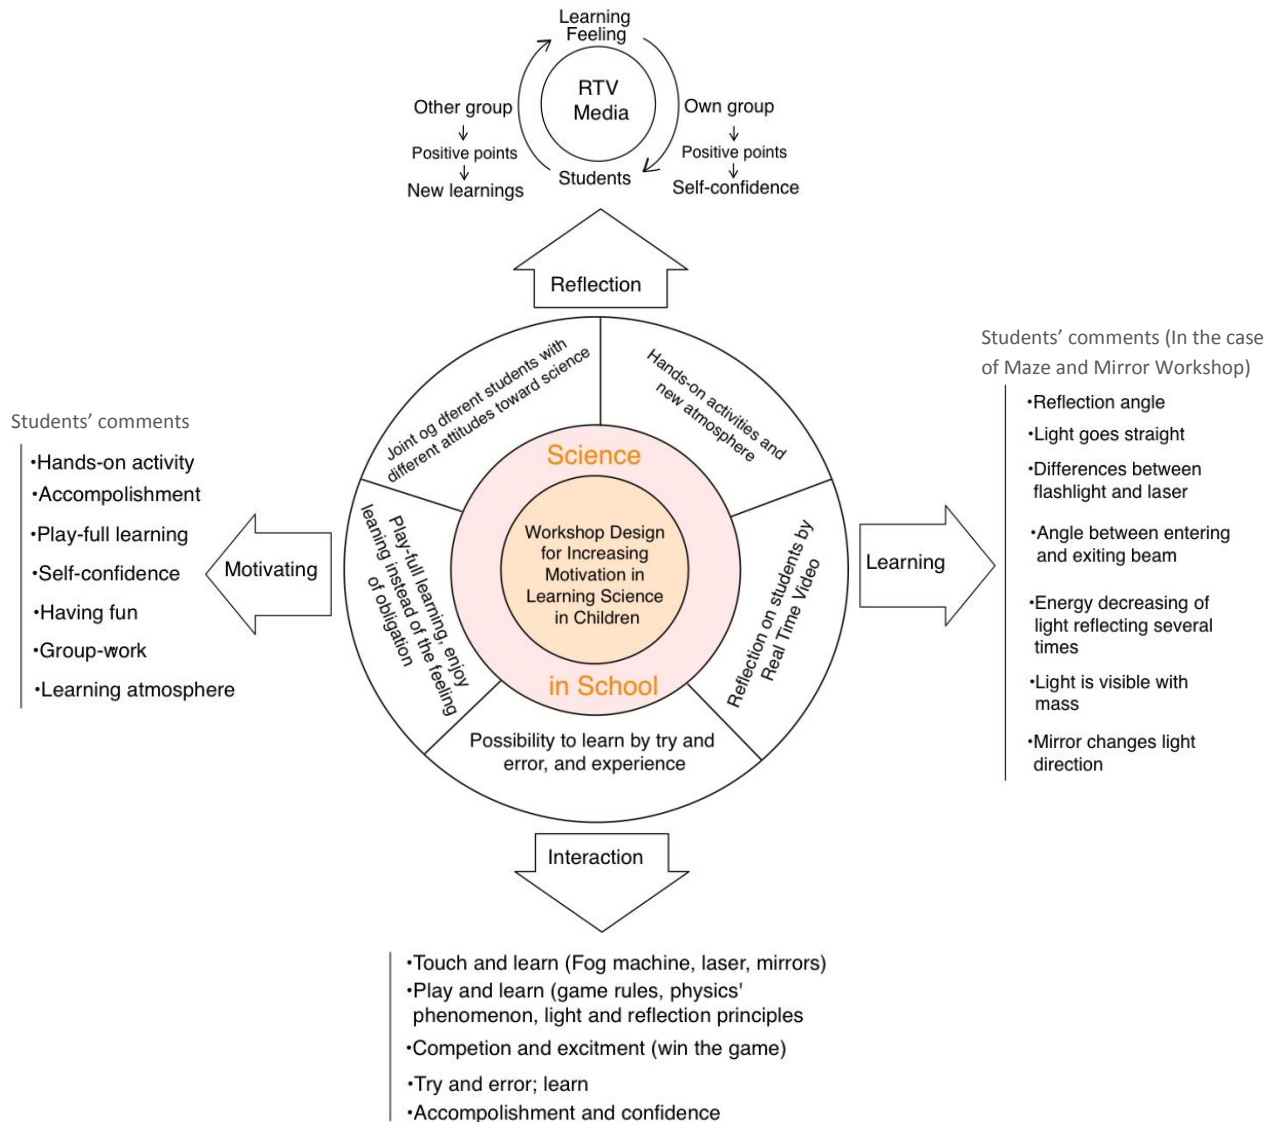 Learning
Feeling
RTV
Media
Other group
Positive points
New learnings
Own group
Positive points
Self-confidence
Students
Reflection
Joint og dferent students with
different attitudes toward science
Hands-on activities and
new atmosphere
Reflection on students by
Real Time Video
Possibility to learn by try and
error, and experience
Play-full learning, enjoy
leaning instead of the feeling
of obligation
Science
in School
Workshop Design
for Increasing
Motivation in
Learning Science
in Children
Motivating
Students’ comments
•Hands-on activity
•Accompolishment
•Play-full learning
•Self-confidence
•Having fun
•Group-work
•Learning atmosphere
Learning
Students’ comments (In the case
of Maze and Mirror Workshop)
•Reflection angle
•Light goes straight
•Differences between
flashlight and laser
•Angle between entering
and exiting beam
•Energy decreasing of
light reflecting several
times
•Light is visible with
mass
•Mirror changes light
direction
Interaction
•Touch and learn (Fog machine, laser, mirrors)
•Play and learn (game rules, physics'
phenomenon, light and reflection principles
•Competion and excitment (win the game)
•Try and error; learn
•Accompolishment and confidence